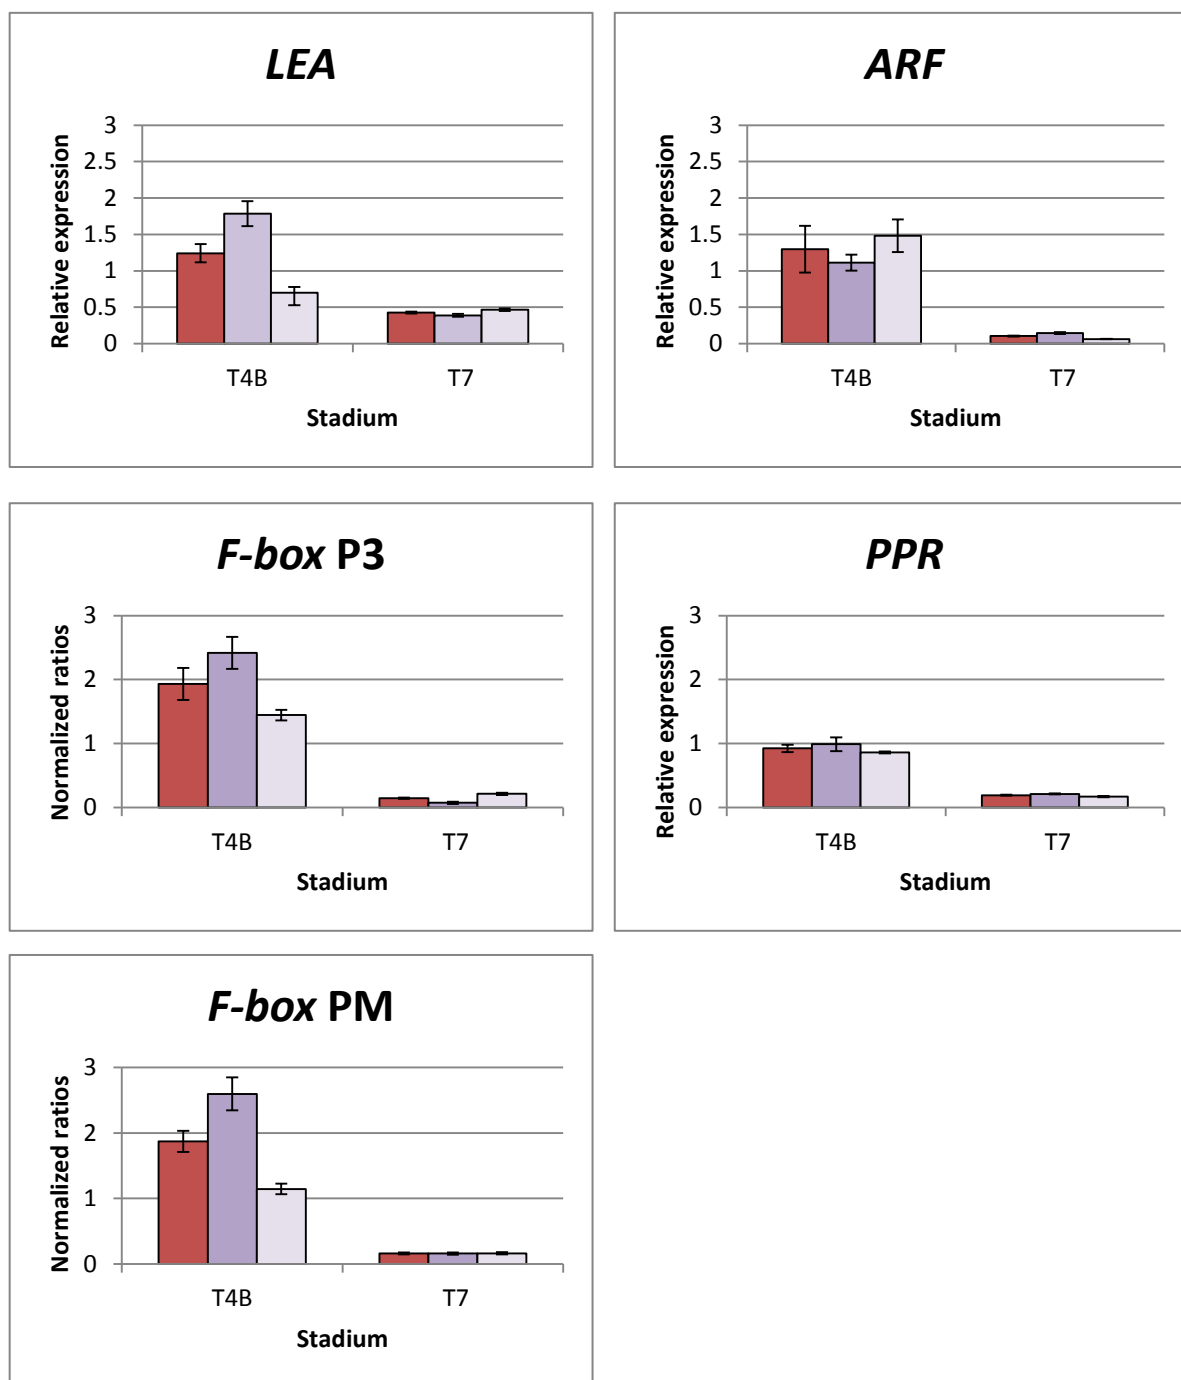 LEA
Relative expression
3
2.5
2
1.5
1
0.5
0
T4B T7
Stadium
ARF
Relative expression
3
2.5
2
1.5
1
0.5
0
T4B T7
Stadium
F-box P3
Normalized ratios
3
2
1
0
T4B T7
Stadium
PPR
Relative expression
3
2
1
0
T4B T7
Stadium
F-box PM
Normalized ratios
3
2
1
0
T4B T7
Stadium